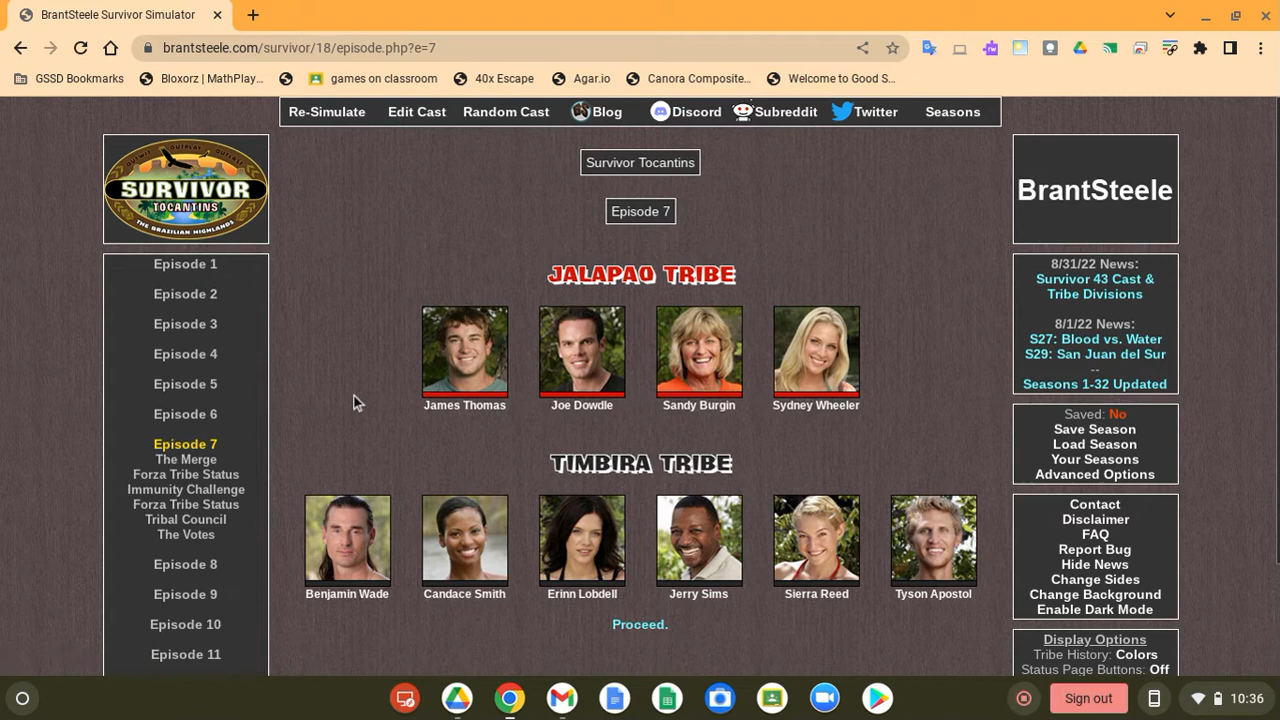 BrantSteele Survivor Simulator
brantsteele.com/survivor/18/episode.php?e=7
GSSD Bookmarks
Bloxorz | MathPlay...
games on classroom
40x Escape
Agar.io
Canora Composite...
Welcome to Good S...
Re-Simulate
Edit Cast
Random Cast
Blog
Discord
Subreddit
Twitter
Seasons
OUTWIT OUTPLAY OUTLAST
SURVIVOR
TOCANTINS
THE BRAZILIAN HIGHLANDS
Episode 1
Episode 2
Episode 3
Episode 4
Episode 5
Episode 6
Episode 7
The Merge
Forza Tribe Status
Immunity Challenge
Forza Tribe Status
Tribal Council
The Votes
Episode 8
Episode 9
Episode 10
Episode 11
Survivor Tocantins
Episode 7
JALAPAO TRIBE
James Thomas
Joe Dowdle
Sandy Burgin
Sydney Wheeler
TIMBIRA TRIBE
Benjamin Wade
Candace Smith
Erinn Lobdell
Jerry Sims
Sierra Reed
Tyson Apostol
Proceed.
BrantSteele
8/31/22 News:
Survivor 43 Cast &
Tribe Divisions
8/1/22 News:
S27: Blood vs. Water
S29: San Juan del Sur
--
Seasons 1-32 Updated
Saved: No
Save Season
Load Season
Your Seasons
Advanced Options
Contact
Disclaimer
FAQ
Report Bug
Hide News
Change Sides
Change Background
Enable Dark Mode
Display Options
Tribe History: Colors
Status Page Buttons: Off
Sign out
10:36